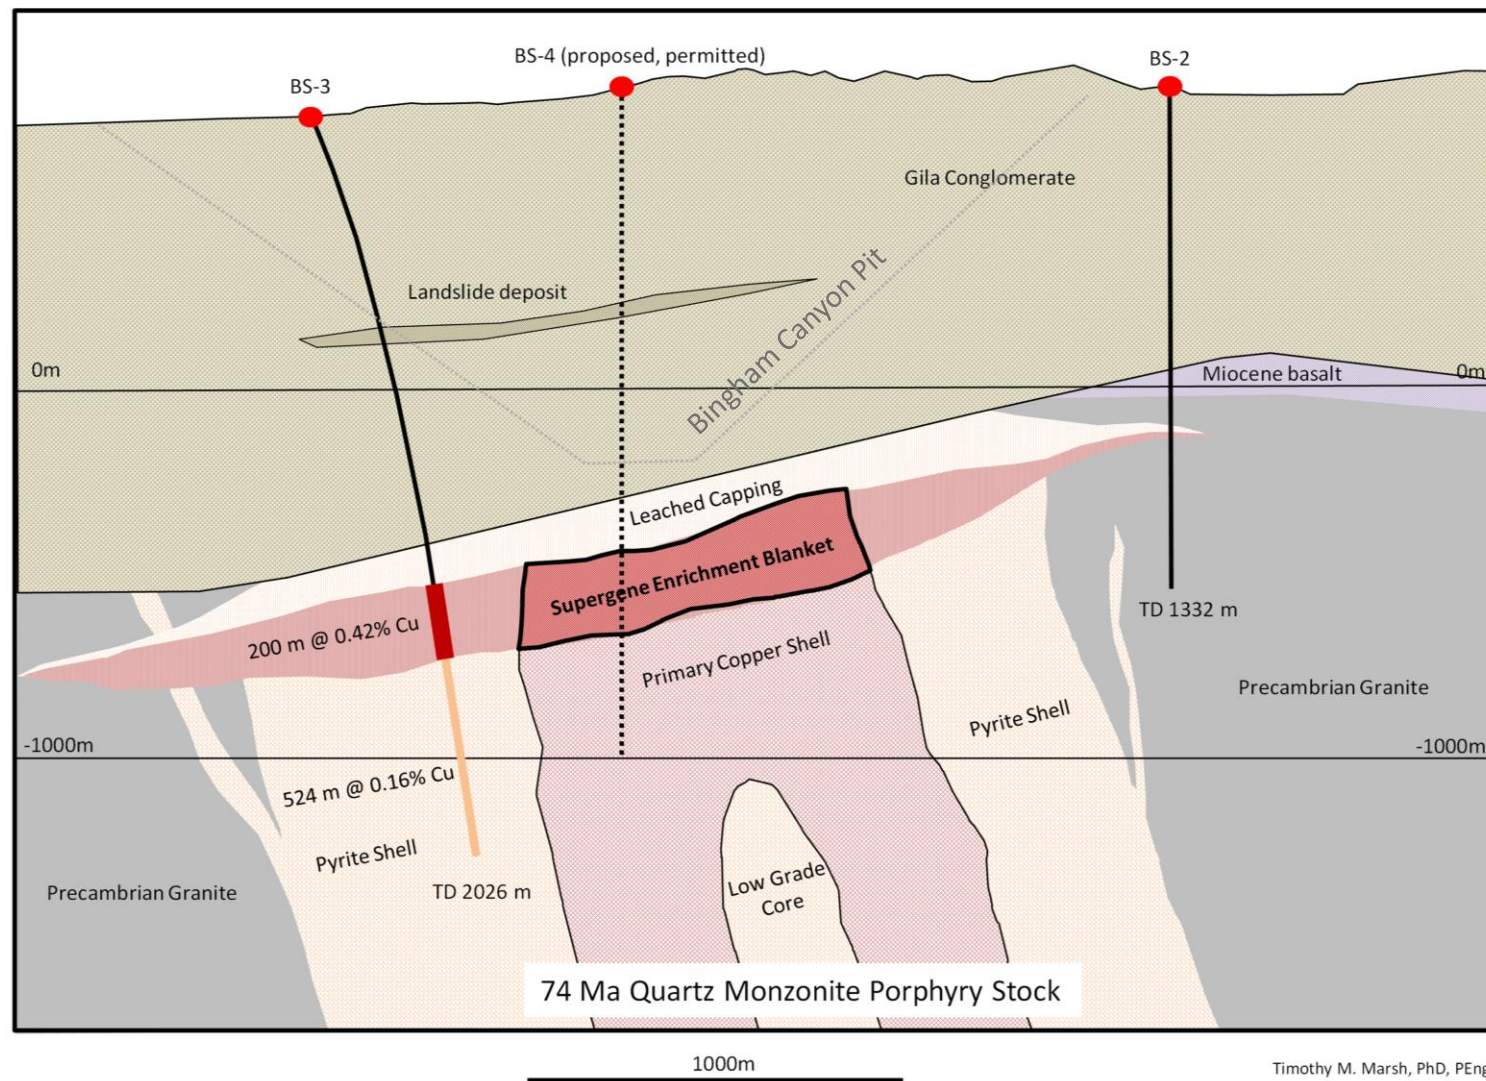 BS-4 (proposed, permitted)
BS-2
BS-3
Gila Conglomerate
Landslide deposit
Bingham Canyon Pit
0m
Miocene basalt
0m
Leached Capping
Supergene Enrichment Blanket
TD 1332 m
200 m @ 0.42% Cu
Primary Copper Shell
Precambrian Granite
Pyrite Shell
-1000m
-1000m
524 m @ 0.16% Cu
Pyrite Shell
Low Grade
Core
Precambrian Granite
TD 2026 m
74 Ma Quartz Monzonite Porphyry Stock
1000m
Timothy M. Marsh, PhD, PEng